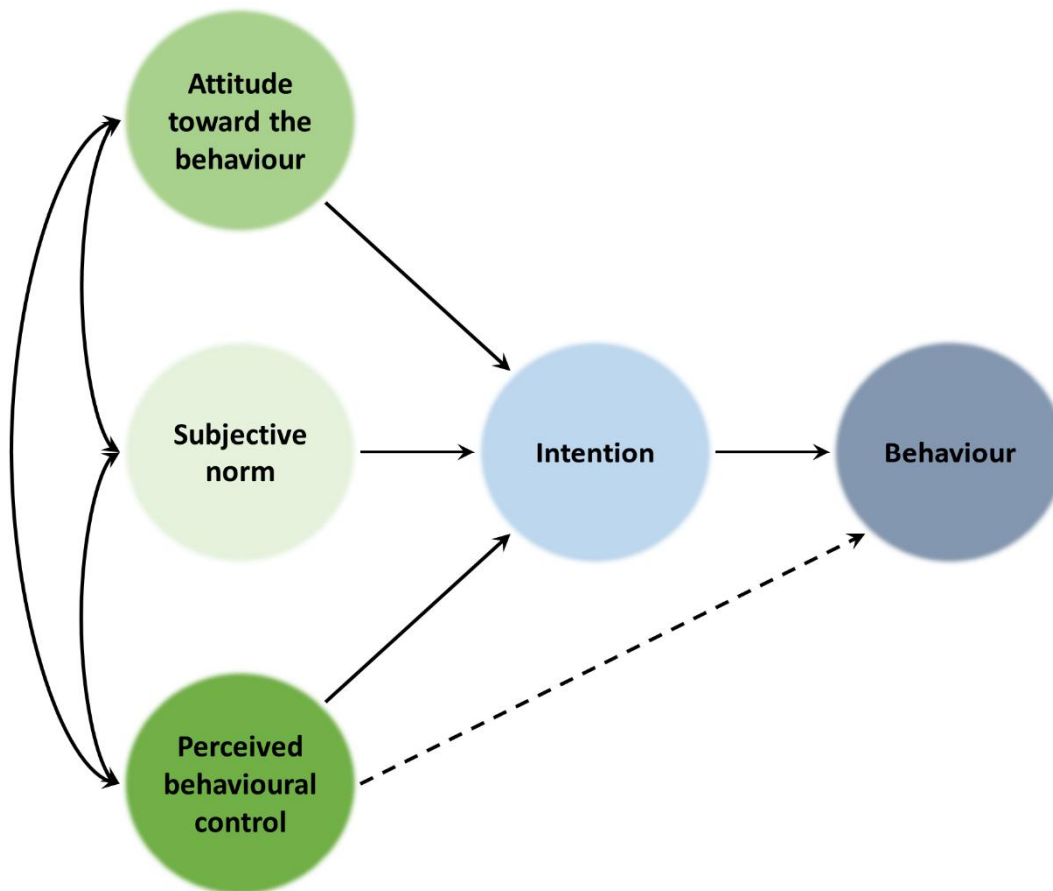 Attitude
toward the
behaviour
Subjective
norm
Intention
Behaviour
Perceived
behavioural
control